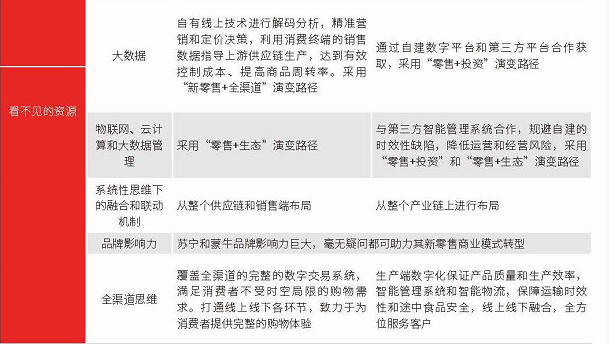 看不见的资源
大数据
自有线上技术进行解码分析，精准营
销和定价决策，利用消费终端的销售
数据指导上游供应链生产，达到有效
控制成本、提高商品周转率。采用
“新零售+全渠道”演变路径
通过自建数字平台和第三方平台合作获
取，采用“零售+投资”演变路径
物联网、云计
算和大数据管
理
采用“零售+生态”演变路径
与第三方智能管理系统合作，规避自建的
时效性缺陷，降低运营和经营风险，采用
“零售+投资”和“零售+生态”演变路径
系统性思维下
的融合和联动
机制
从整个供应链和销售端布局
从整个产业链上进行布局
品牌影响力
苏宁和蒙牛品牌影响力巨大，毫无疑问都可助力其新零售商业模式转型
全渠道思维
覆盖全渠道的完整的数字交易系统，
满足消费者不受时空局限的购物需
求。打通线上线下各环节，致力于为
消费者提供完整的购物体验
生产端数字化保证产品质量和生产效率，
智能管理系统和智能物流，保障运输时效
性和途中食品安全，线上线下融合，全方
位服务客户